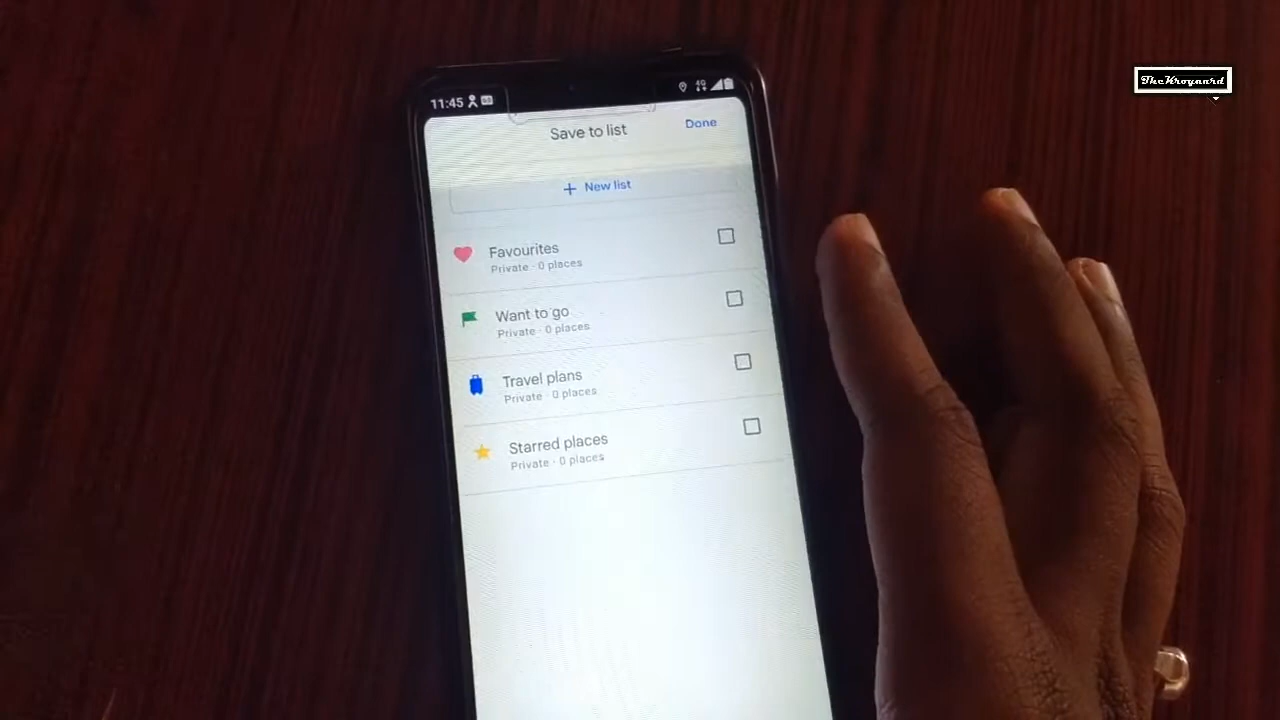 TheKroyaard
11:45
4G
Save to list
Done
+ New list
Favourites
Private · 0 places
Want to go
Private · 0 places
Travel plans
Private · 0 places
Starred places
Private · 0 places